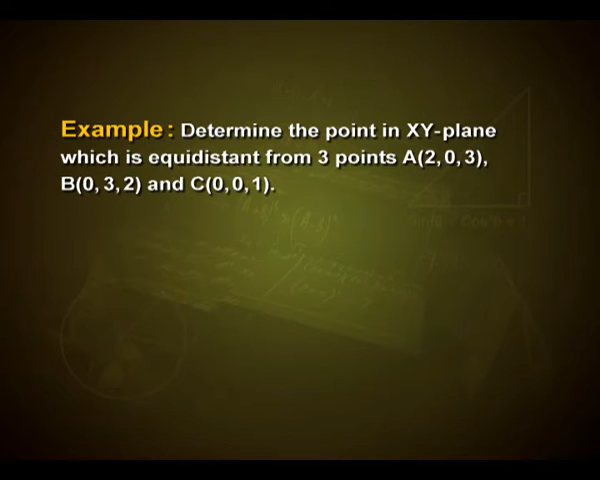 Example: Determine the point in XY-plane
which is equidistant from 3 points A(2,0,3),
B(0,3,2) and C(0,0,1).